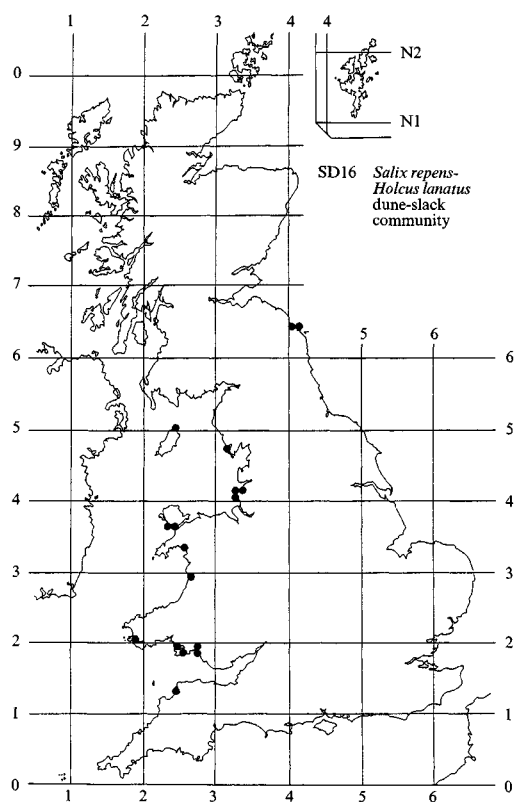 1 2 3 4 4
N2
0
N1
9
SD16 Salix repens-
Holcus lanatus
dune-slack
community
8
7
5 6
6 6
5 5
4 4
3 3
2 2
1 1
0 0
1 2 3 4 5 6